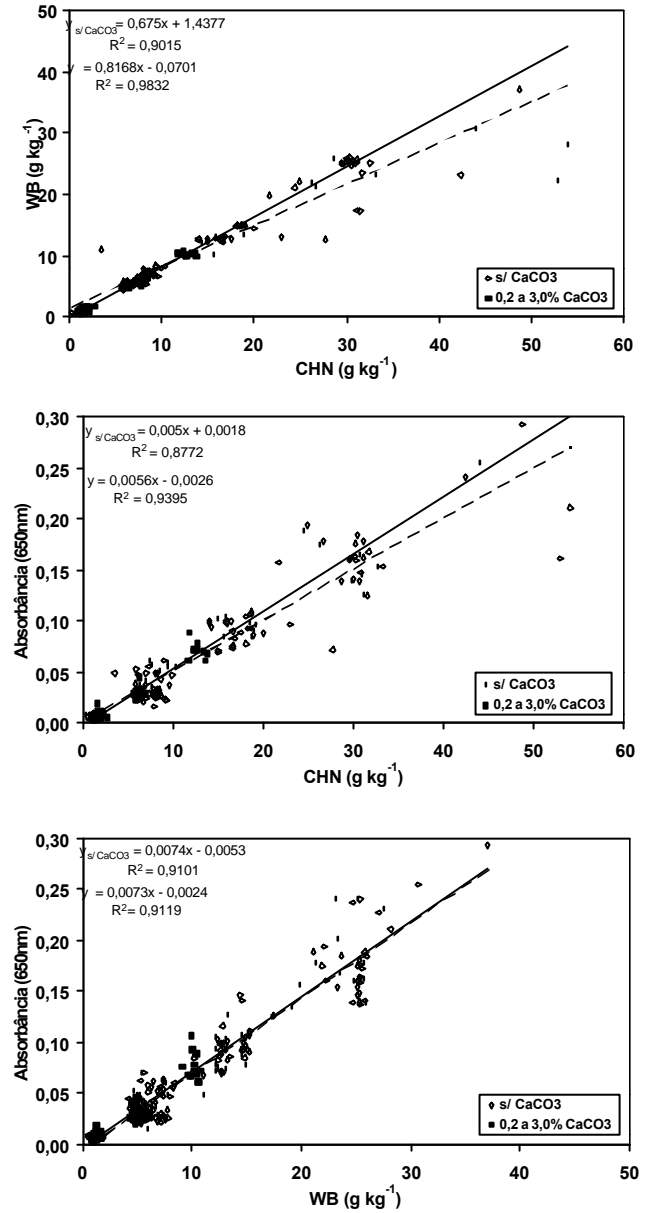 y s/ CaCO3 = 0,675x + 1,4377
R² = 0,9015
y = 0,8168x - 0,0701
R² = 0,9832
50
40
30
20
10
0
WB (g kg⁻¹)
s/ CaCO3
0,2 a 3,0% CaCO3
0 10 20 30 40 50 60
CHN (g kg⁻¹)
y s/ CaCO3 = 0,005x + 0,0018
R² = 0,8772
y = 0,0056x - 0,0026
R² = 0,9395
0,30
0,25
0,20
0,15
0,10
0,05
0,00
Absorbância (650nm)
s/ CaCO3
0,2 a 3,0% CaCO3
0 10 20 30 40 50 60
CHN (g kg⁻¹)
y s/ CaCO3 = 0,0074x - 0,0053
R² = 0,9101
y = 0,0073x - 0,0024
R² = 0,9119
0,30
0,25
0,20
0,15
0,10
0,05
0,00
Absorbância (650nm)
s/ CaCO3
0,2 a 3,0% CaCO3
0 10 20 30 40 50
WB (g kg⁻¹)